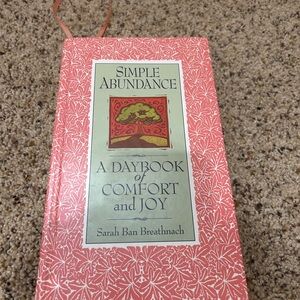 SIMPLE
ABUNDANCE
A DAYBOOK
of
COMFORT
and JOY
Sarah Ban Breathnach